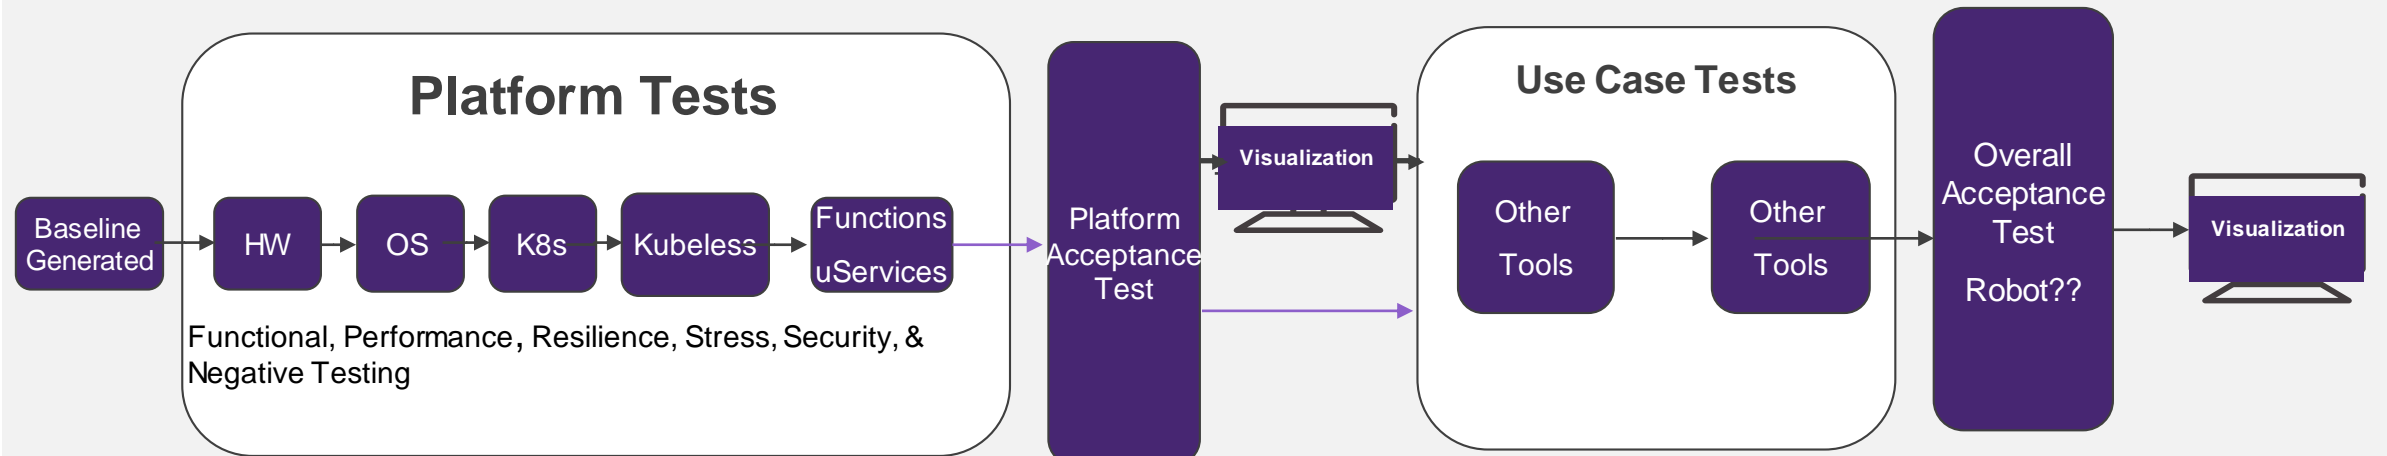 Platform Tests
Baseline
Generated
HW
OS
K8s
Kubeless
Functions
uServices
Functional, Performance, Resilience, Stress, Security, &
Negative Testing
Platform
Acceptance
Test
Visualization
Use Case Tests
Other
Tools
Other
Tools
Overall
Acceptance
Test
Robot??
Visualization